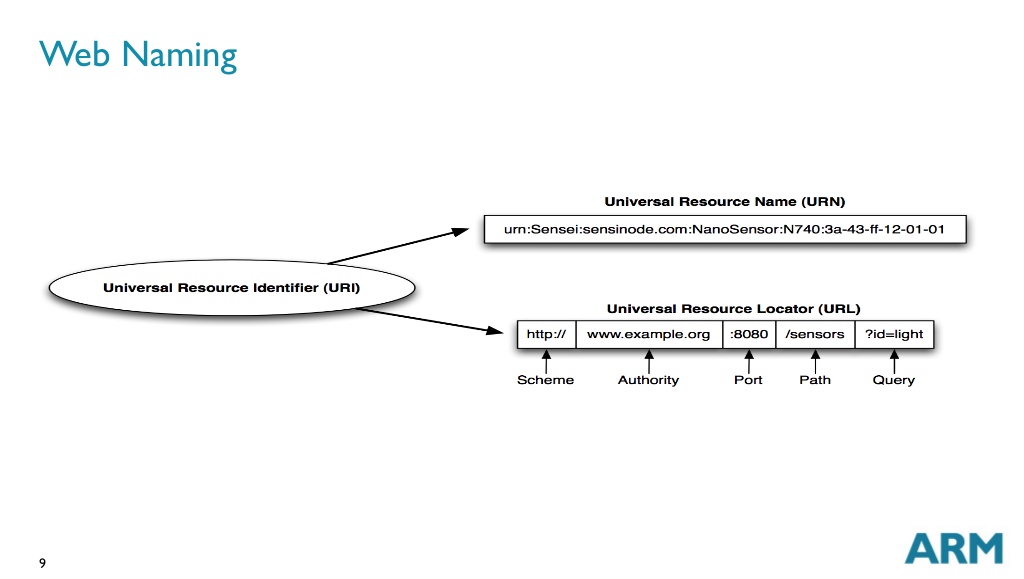 Web Naming
Universal Resource Name (URN)
urn:Sensei:sensinode.com:NanoSensor:N740:3a-43-ff-12-01-01
Universal Resource Identifier (URI)
Universal Resource Locator (URL)
http:// www.example.org :8080 /sensors ?id=light
Scheme Authority Port Path Query
9
ARM